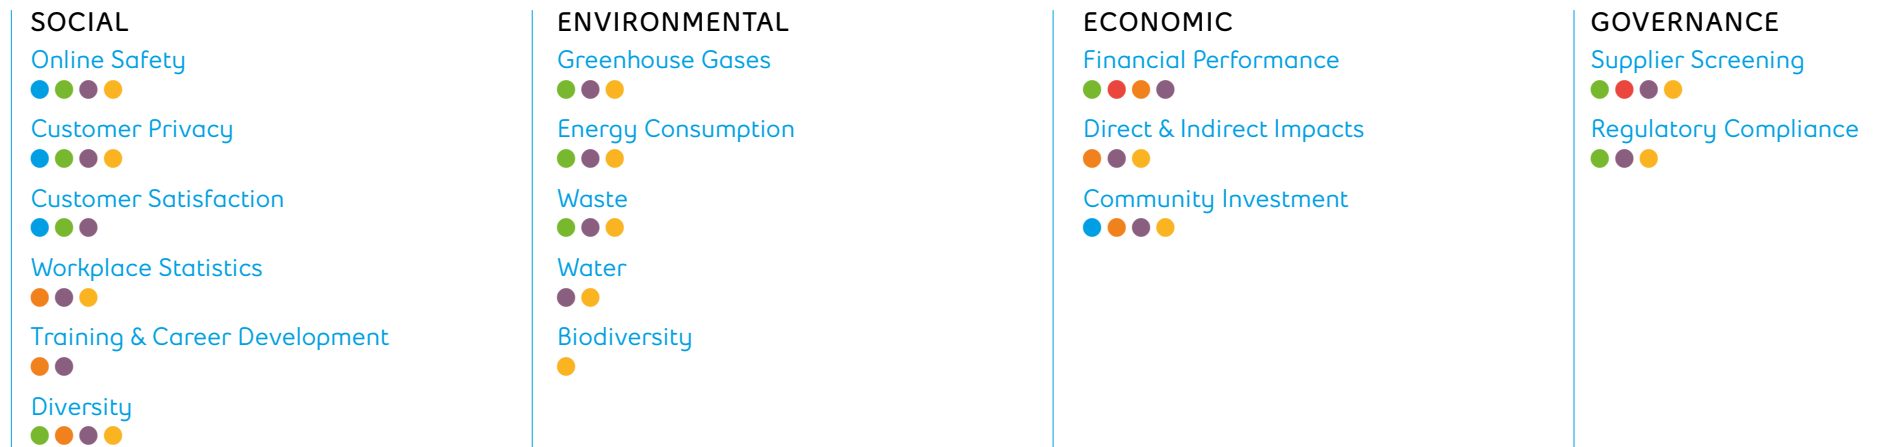 SOCIAL
Online Safety
Customer Privacy
Customer Satisfaction
Workplace Statistics
Training & Career Development
Diversity
ENVIRONMENTAL
Greenhouse Gases
Energy Consumption
Waste
Water
Biodiversity
ECONOMIC
Financial Performance
Direct & Indirect Impacts
Community Investment
GOVERNANCE
Supplier Screening
Regulatory Compliance